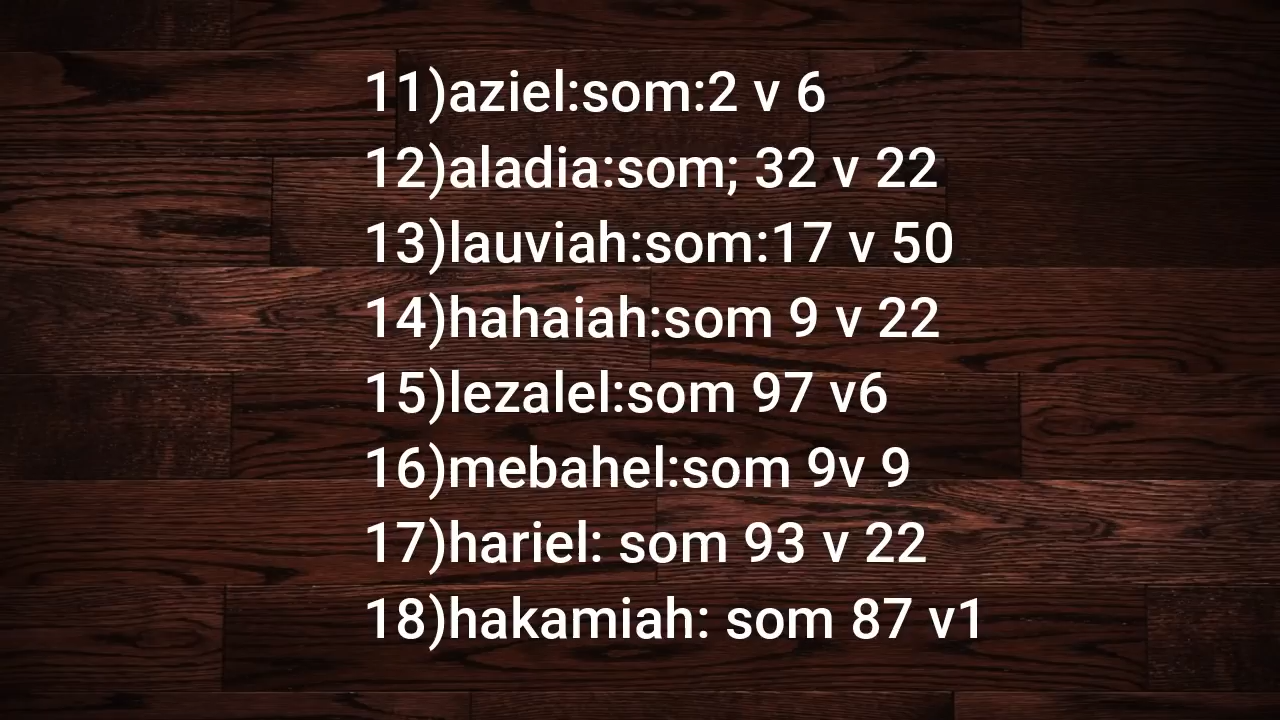 11)aziel:som:2 v 6
12)aladia:som; 32 v 22
13)lauviah:som:17 v 50
14)hahaiah:som 9 v 22
15)lezalel:som 97 v6
16)mebahel:som 9v 9
17)hariel: som 93 v 22
18)hakamiah: som 87 v1